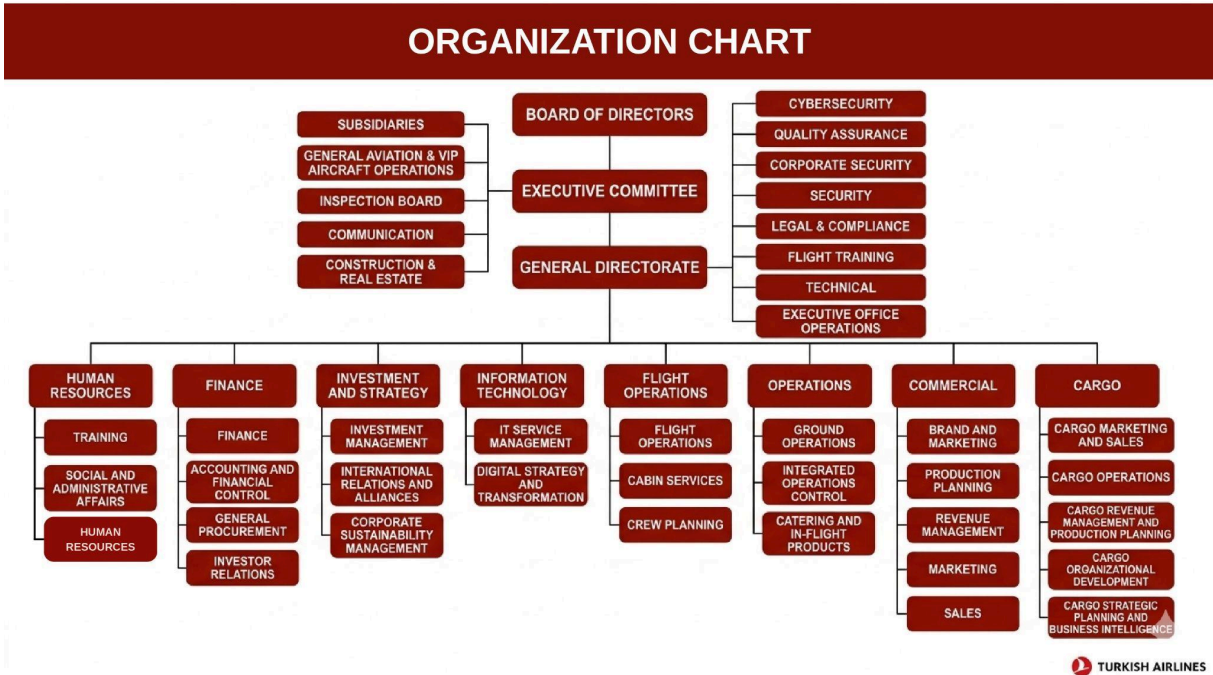 ORGANIZATION CHART
BOARD OF DIRECTORS
EXECUTIVE COMMITTEE
GENERAL DIRECTORATE
SUBSIDIARIES
GENERAL AVIATION & VIP
AIRCRAFT OPERATIONS
INSPECTION BOARD
COMMUNICATION
CONSTRUCTION &
REAL ESTATE
CYBERSECURITY
QUALITY ASSURANCE
CORPORATE SECURITY
SECURITY
LEGAL & COMPLIANCE
FLIGHT TRAINING
TECHNICAL
EXECUTIVE OFFICE
OPERATIONS
HUMAN
RESOURCES
TRAINING
SOCIAL AND
ADMINISTRATIVE
AFFAIRS
HUMAN
RESOURCES
FINANCE
FINANCE
ACCOUNTING AND
FINANCIAL
CONTROL
GENERAL
PROCUREMENT
INVESTOR
RELATIONS
INVESTMENT
AND STRATEGY
INVESTMENT
MANAGEMENT
INTERNATIONAL
RELATIONS AND
ALLIANCES
CORPORATE
SUSTAINABILITY
MANAGEMENT
INFORMATION
TECHNOLOGY
IT SERVICE
MANAGEMENT
DIGITAL STRATEGY
AND
TRANSFORMATION
FLIGHT
OPERATIONS
FLIGHT
OPERATIONS
CABIN SERVICES
CREW PLANNING
OPERATIONS
GROUND
OPERATIONS
INTEGRATED
OPERATIONS
CONTROL
CATERING AND
IN-FLIGHT
PRODUCTS
COMMERCIAL
BRAND AND
MARKETING
PRODUCTION
PLANNING
REVENUE
MANAGEMENT
MARKETING
SALES
CARGO
CARGO MARKETING
AND SALES
CARGO OPERATIONS
CARGO REVENUE
MANAGEMENT AND
PRODUCTION PLANNING
CARGO
ORGANIZATIONAL
DEVELOPMENT
CARGO STRATEGIC
PLANNING AND
BUSINESS INTELLIGENCE
TURKISH AIRLINES